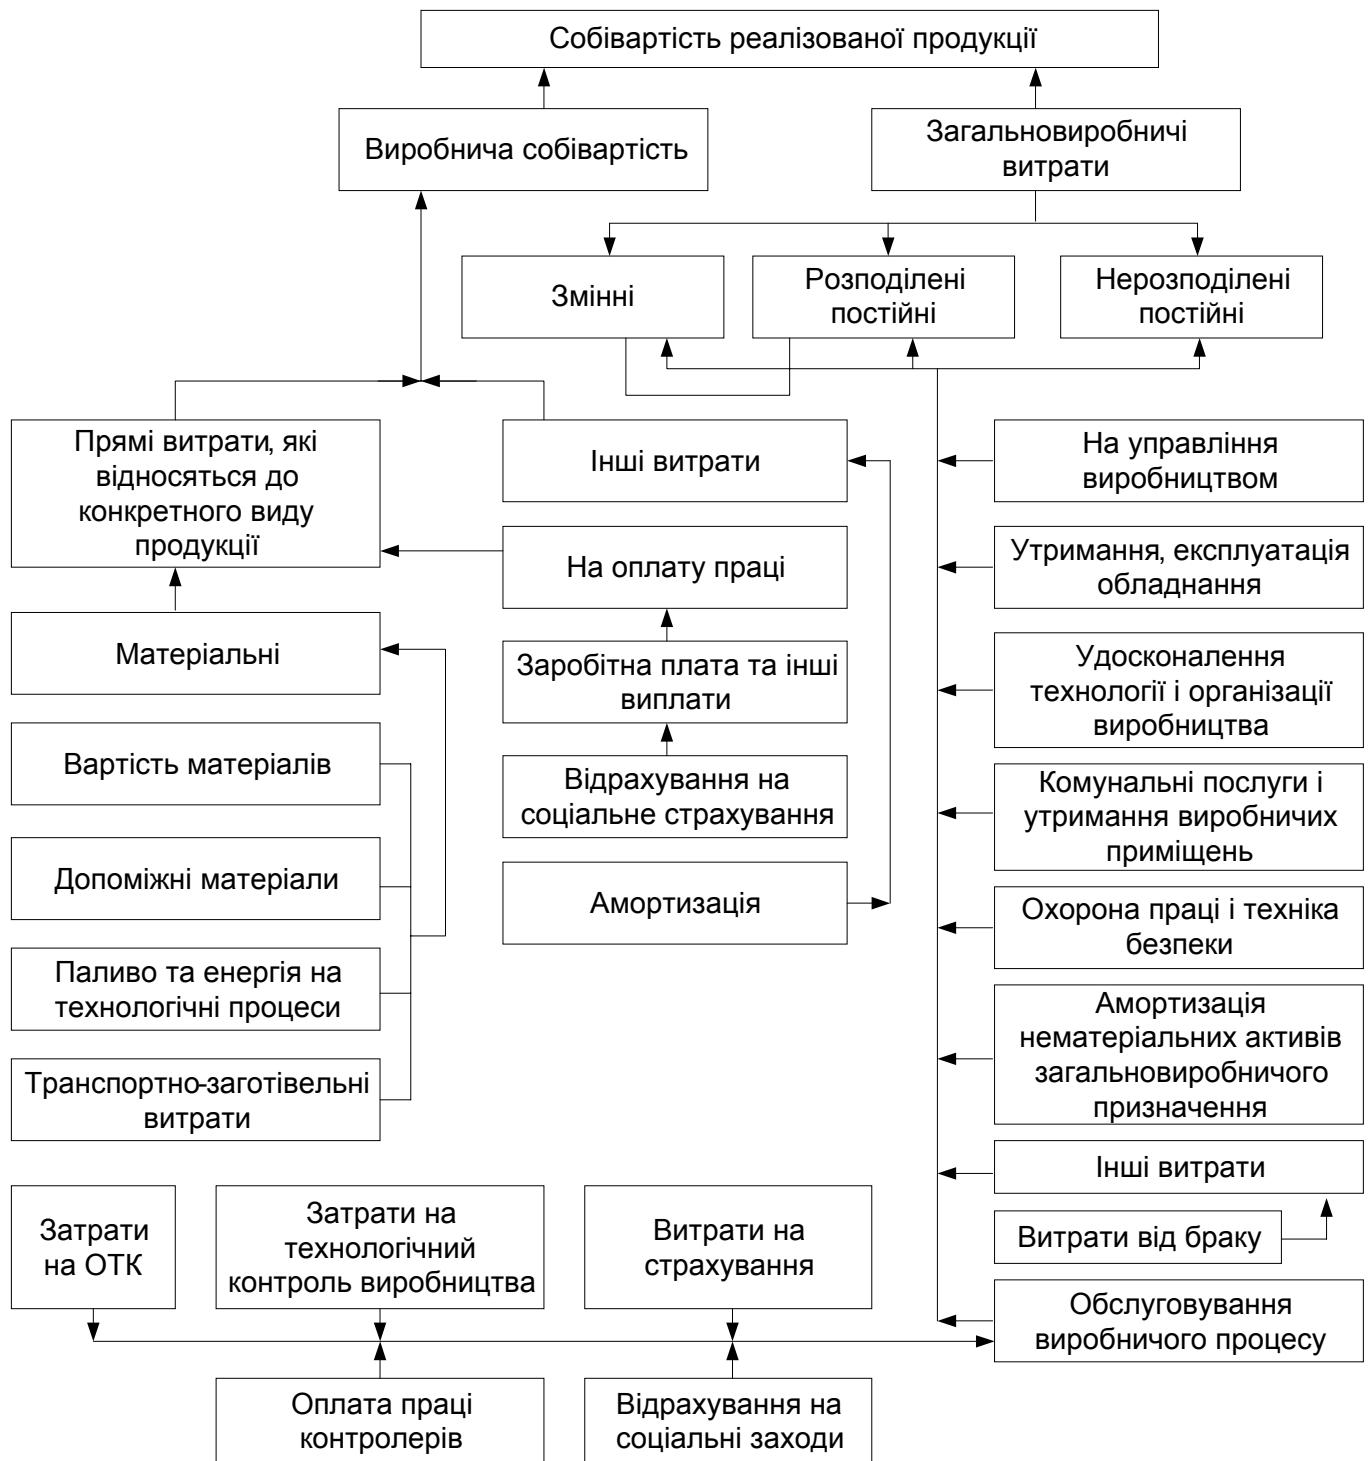 Собівартість реалізованої продукції
Виробнича собівартість
Загальновиробничі
витрати
Змінні
Розподілені
постійні
Нерозподілені
постійні
Прямі витрати, які
відносяться до
конкретного виду
продукції
Інші витрати
На управління
виробництвом
На оплату праці
Утримання, експлуатація
обладнання
Матеріальні
Заробітна плата та інші
виплати
Удосконалення
технології і організації
виробництва
Вартість матеріалів
Відрахування на
соціальне страхування
Комунальні послуги і
утримання виробничих
приміщень
Допоміжні матеріали
Амортизація
Охорона праці і техніка
безпеки
Паливо та енергія на
технологічні процеси
Амортизація
нематеріальних активів
загальновиробничого
призначення
Транспортно-заготівельні
витрати
Інші витрати
Витрати від браку
Затрати
на ОТК
Затрати на
технологічний
контроль виробництва
Витрати на
страхування
Обслуговування
виробничого процесу
Оплата праці
контролерів
Відрахування на
соціальні заходи